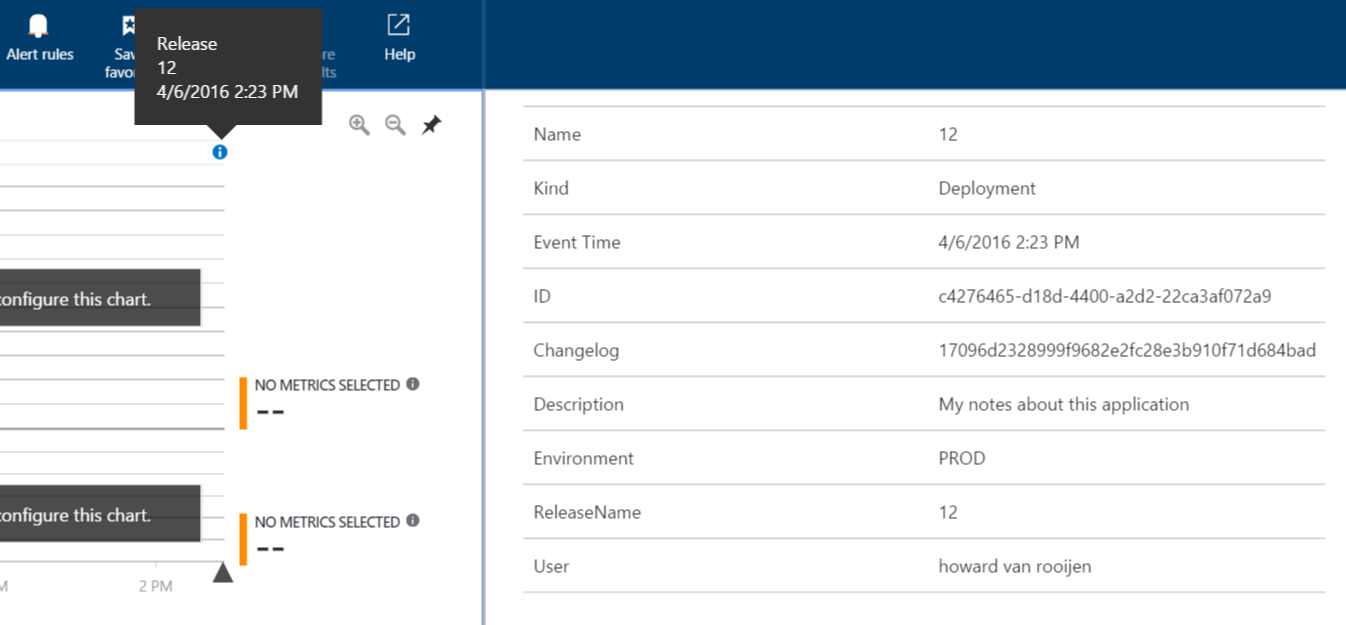 Alert rules
Sav
favo
re
lts
Help
Release
12
4/6/2016 2:23 PM
configure this chart.
NO METRICS SELECTED
--
configure this chart.
NO METRICS SELECTED
--
M
2 PM
Name 12
Kind Deployment
Event Time 4/6/2016 2:23 PM
ID c4276465-d18d-4400-a2d2-22ca3af072a9
Changelog 17096d2328999f9682e2fc28e3b910f71d684bad
Description My notes about this application
Environment PROD
ReleaseName 12
User howard van rooijen